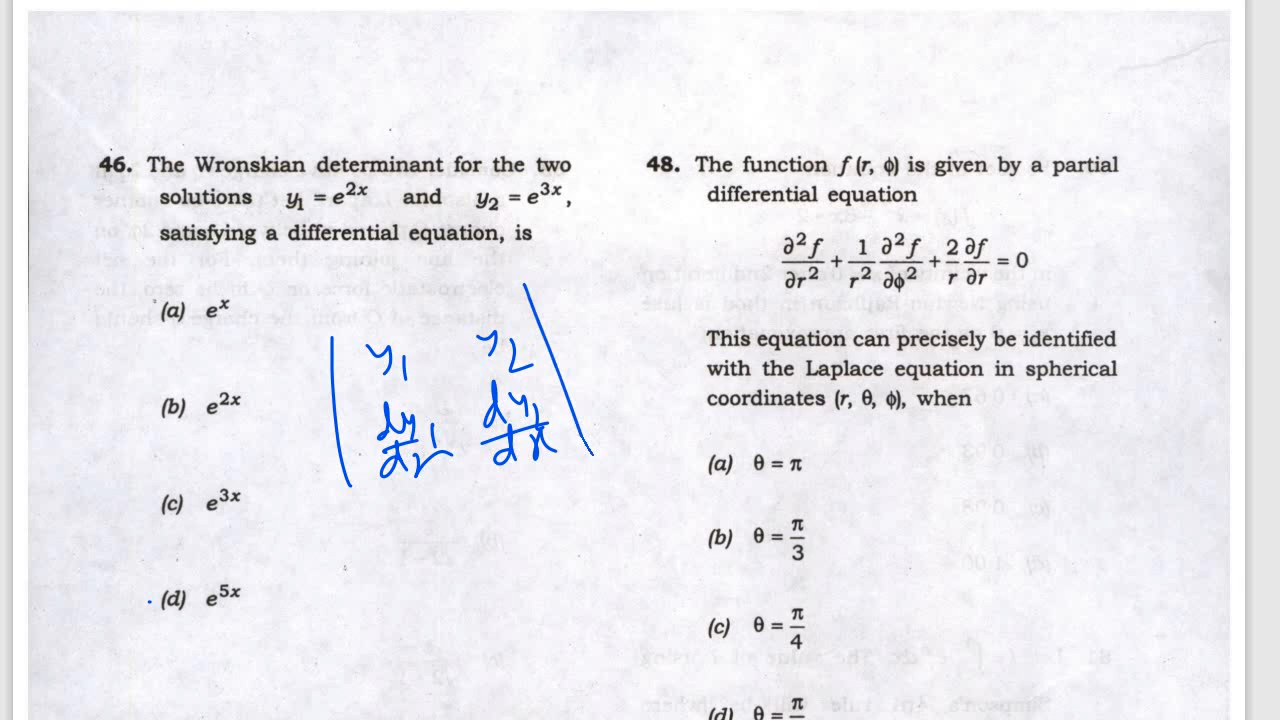 46. The Wronskian determinant for the two
solutions y₁ = e^{2x} and y₂ = e^{3x},
satisfying a differential equation, is
(a) e^x
(b) e^{2x}
(c) e^{3x}
(d) e^{5x}
y₁ y₂
dy₁/dx dy₁/dx
48. The function f (r, ϕ) is given by a partial
differential equation
∂²f/∂r² + 1/r² ∂²f/∂ϕ² + 2/r ∂f/∂r = 0
This equation can precisely be identified
with the Laplace equation in spherical
coordinates (r, θ, ϕ), when
(a) θ = π
(b) θ = π/3
(c) θ = π/4
(d) θ = π